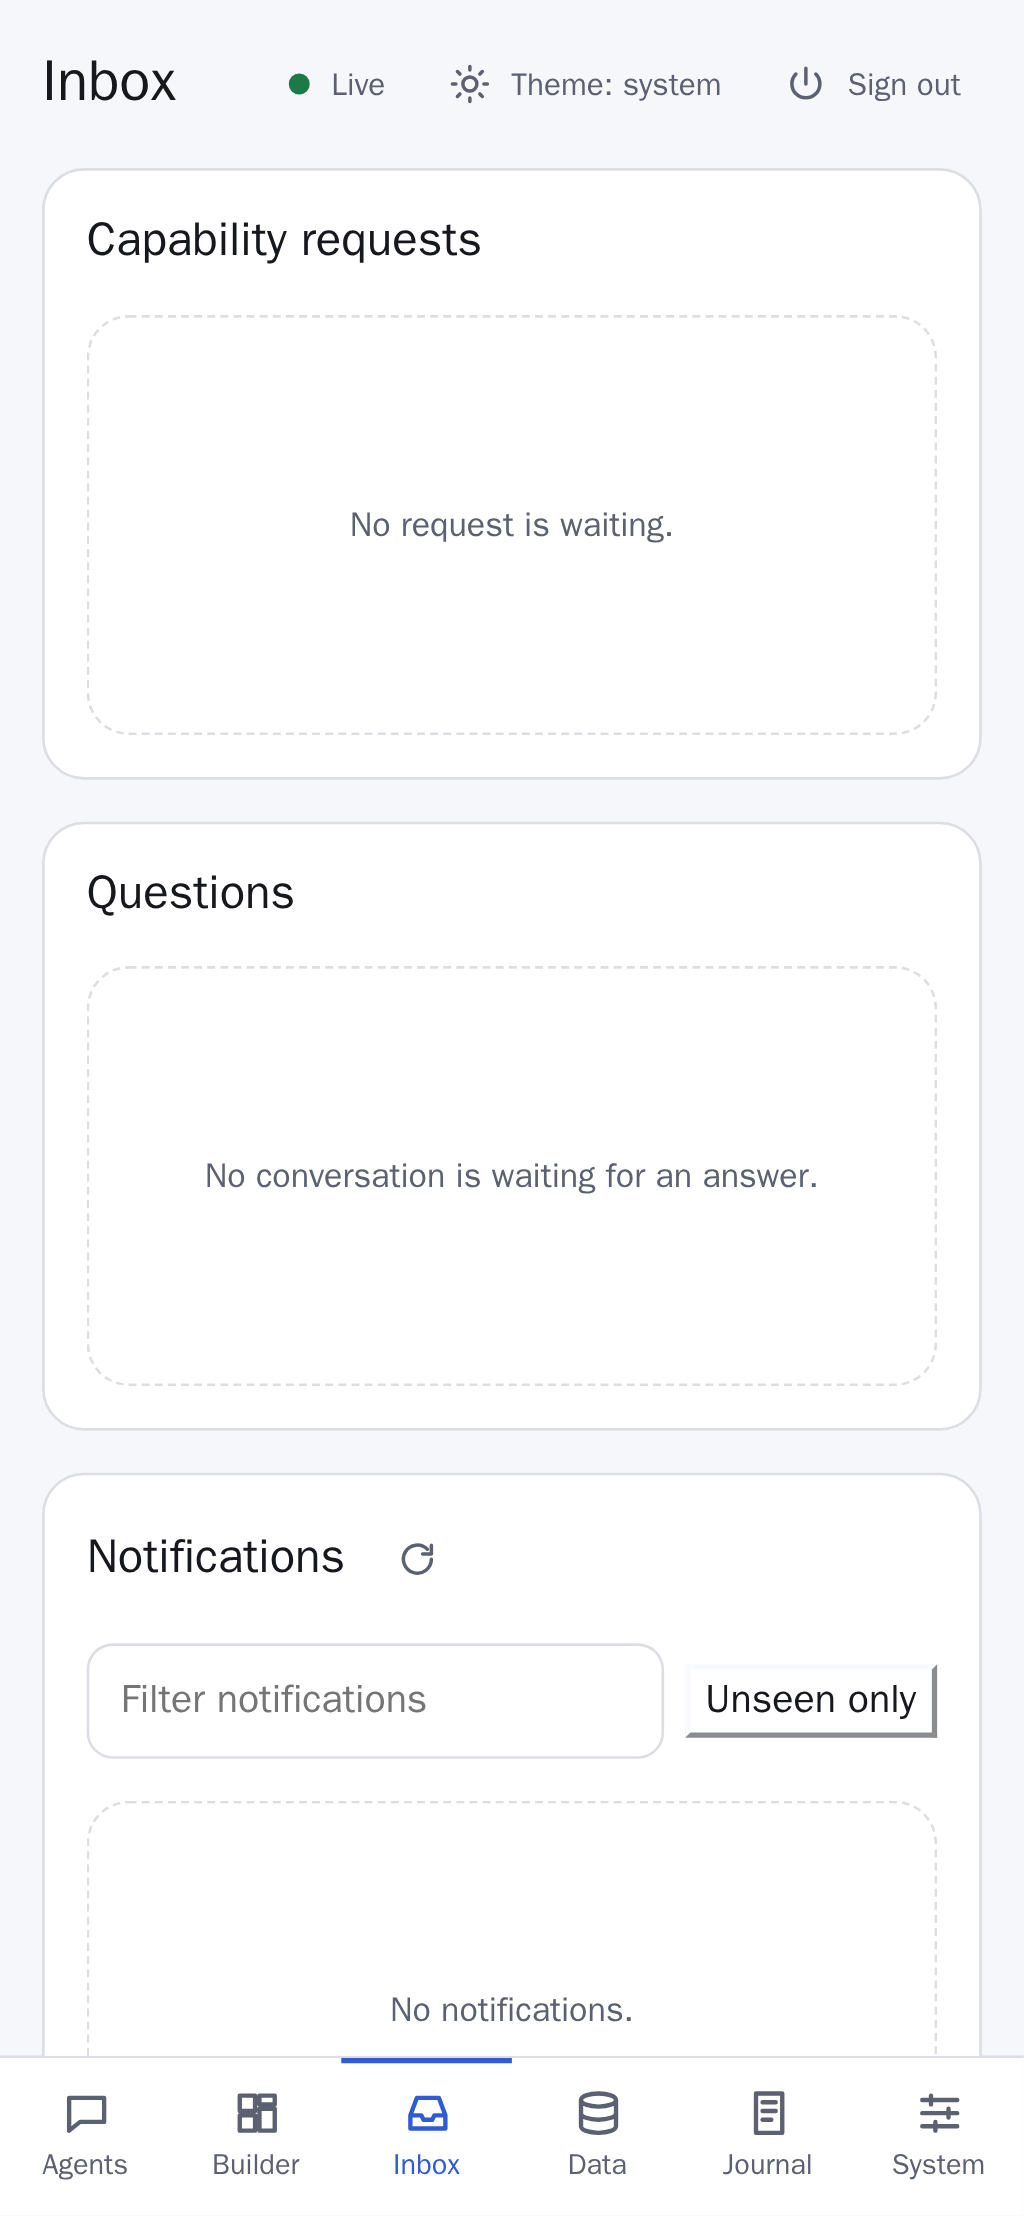 Inbox
Live
Theme: system
Sign out
Capability requests
No request is waiting.
Questions
No conversation is waiting for an answer.
Notifications
Filter notifications
Unseen only
No notifications.
Agents
Builder
Inbox
Data
Journal
System